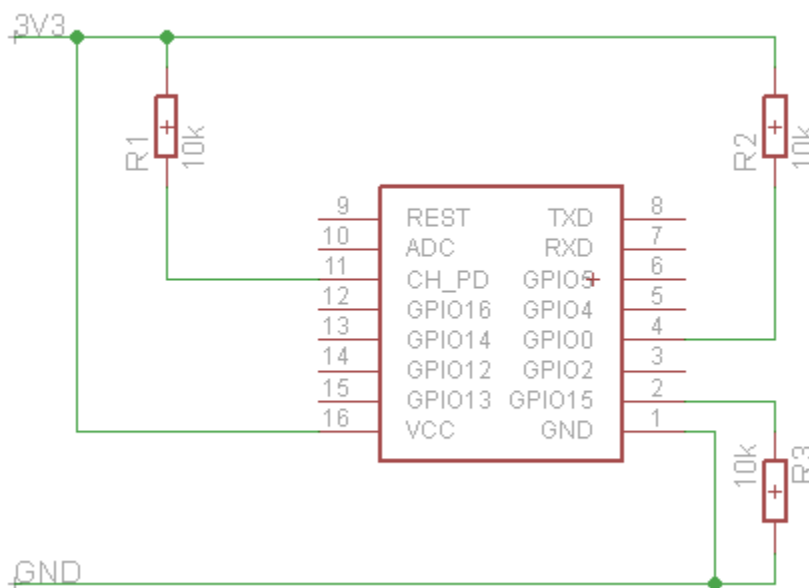 3V3
R1
10k
R2
10k
9 REST TXD 8
10 ADC RXD 7
11 CH_PD GPIO5 6
12 GPIO16 GPIO4 5
13 GPIO14 GPIO0 4
14 GPIO12 GPIO2 3
15 GPIO13 GPIO15 2
16 VCC GND 1
10k
R3
GND